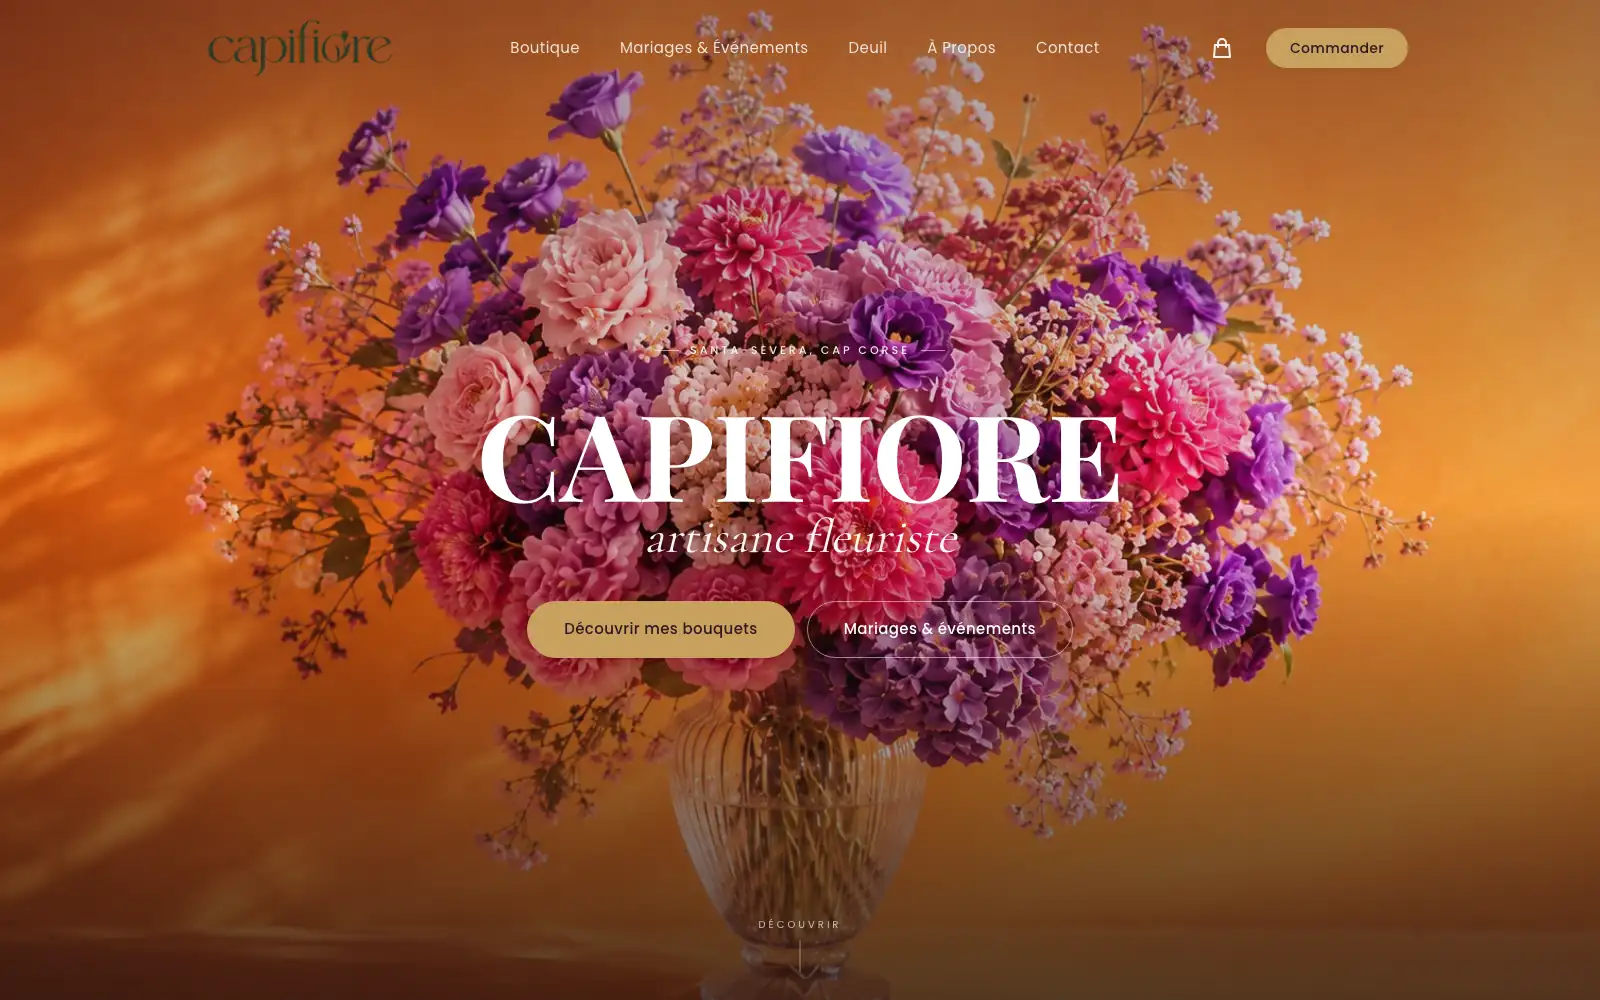 capifiore
Boutique
Mariages & Événements
Deuil
À Propos
Contact
Commander
SANTA-SEVERA, CAP CORSE
CAPIFIORE
artisane fleuriste
Découvrir mes bouquets
Mariages & événements
DÉCOUVRIR